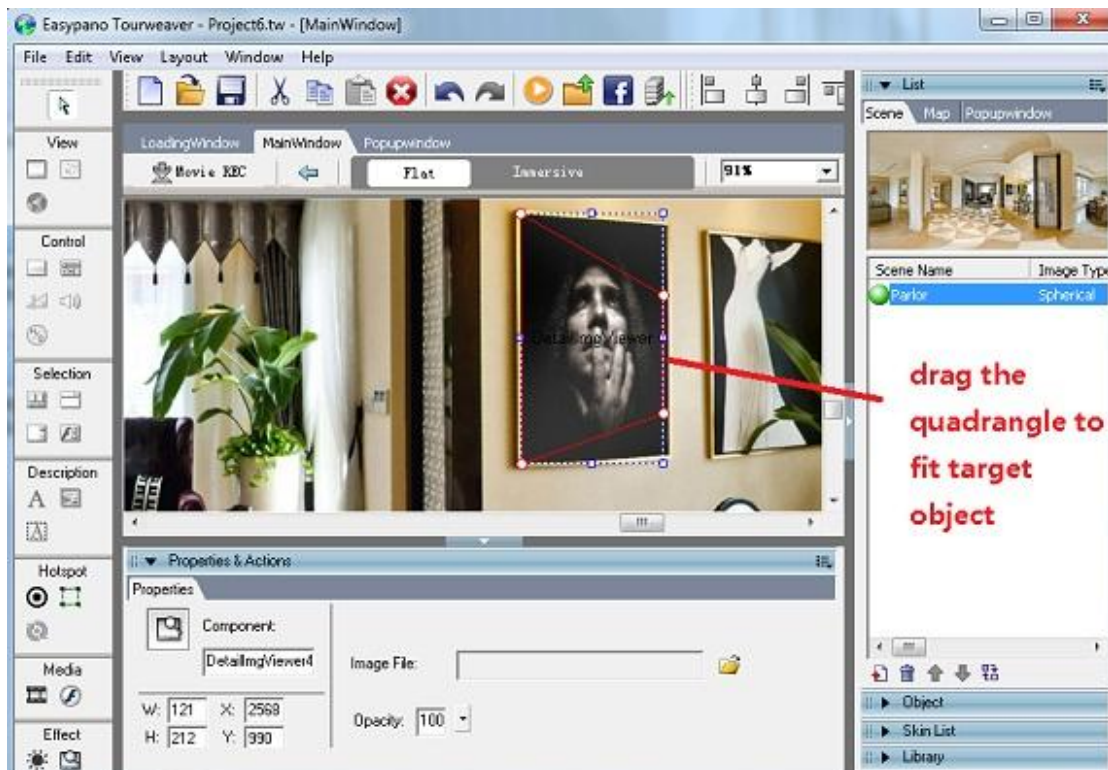 Easypano Tourweaver - Project6.tw - [MainWindow]
File Edit View Layout Window Help
List
Scene Map Popupwindow
LoadingWindow MainWindow Popupwindow
Movie REC Flat Immersive 91%
View
Control
Selection
Description
Hotspot
Media
Effect
DetailImgViewer
Scene Name Image Type
Parlor Spherical
drag the
quadrangle to
fit target
object
Properties & Actions
Properties
Component:
DetailImgViewer4
Image File:
W: 121 X: 2568
H: 212 Y: 990
Opacity: 100
Object
Skin List
Library